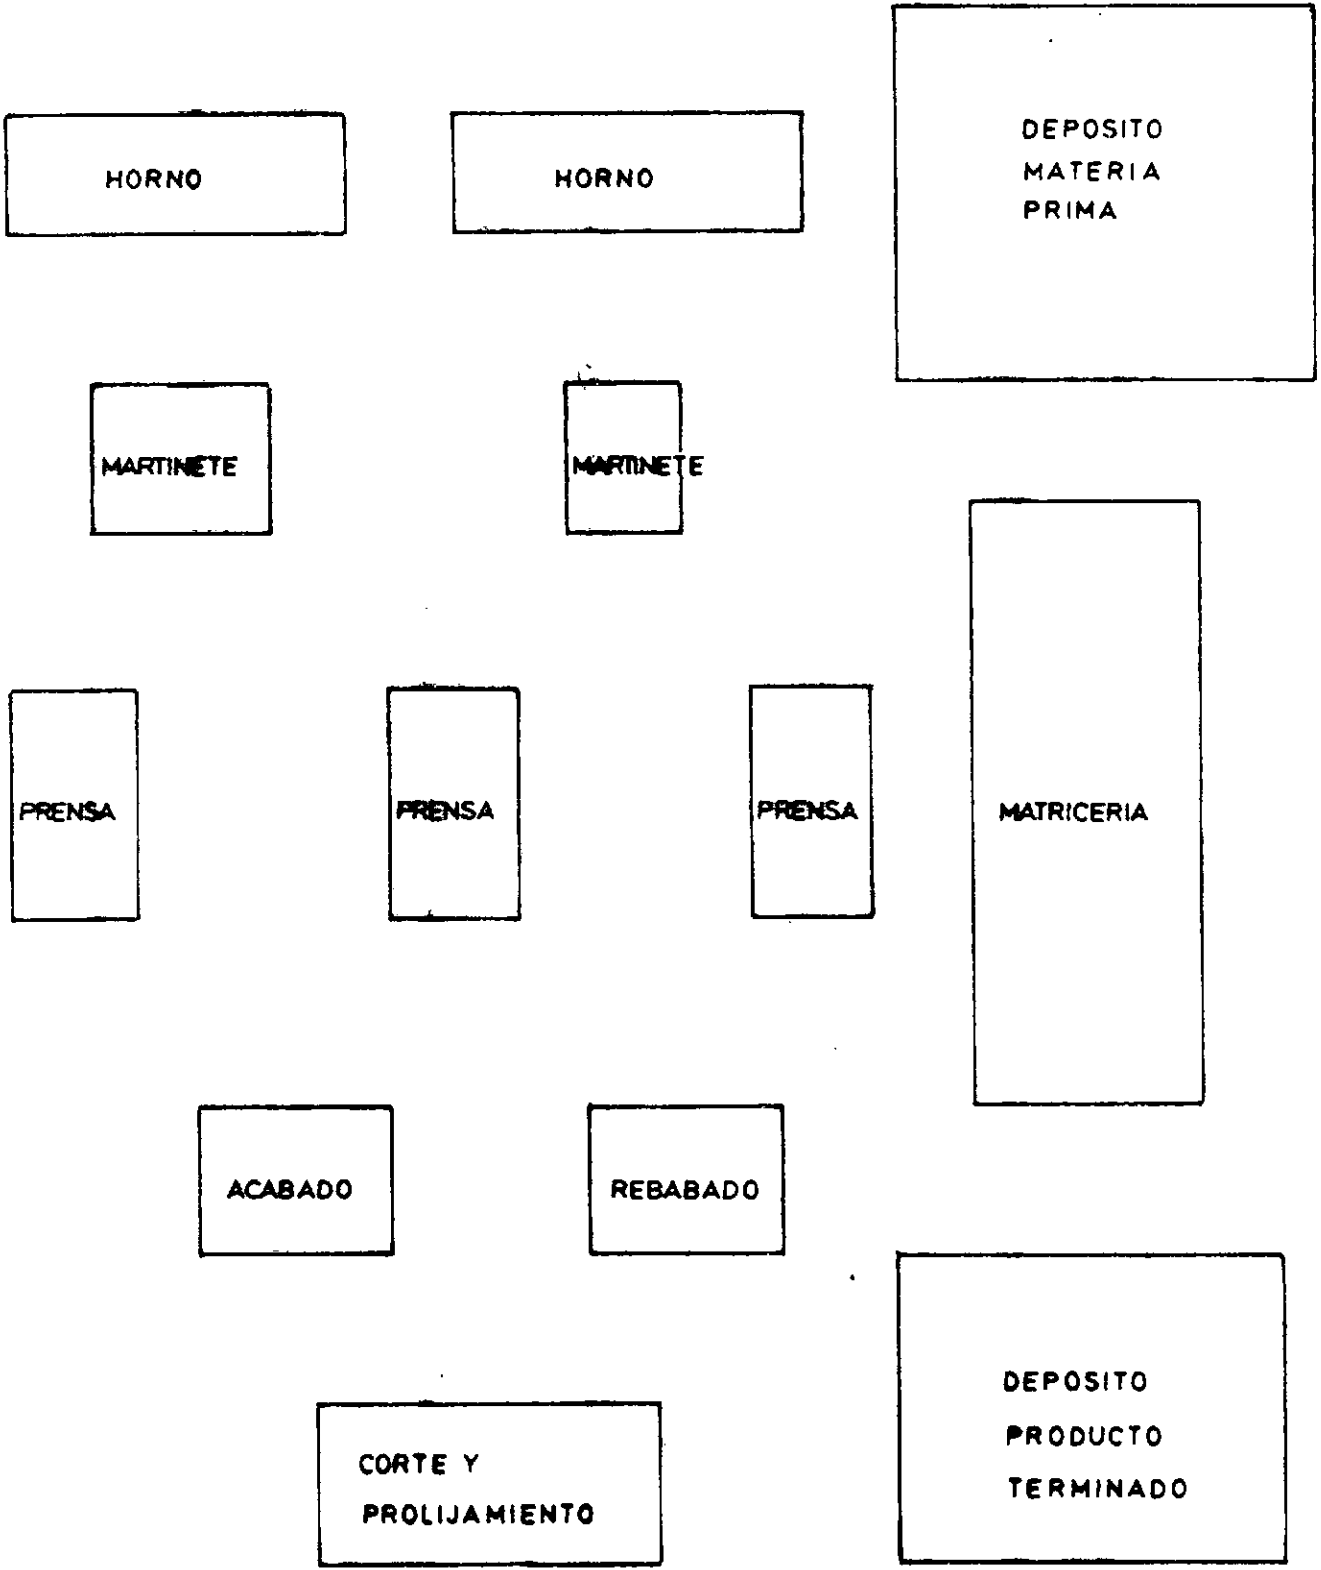 DEPOSITO
MATERIA
PRIMA
HORNO
HORNO
MARTINETE
MARTINETE
PRENSA
PRENSA
PRENSA
MATRICERIA
ACABADO
REBABADO
DEPOSITO
PRODUCTO
TERMINADO
CORTE Y
PROLIJAMIENTO